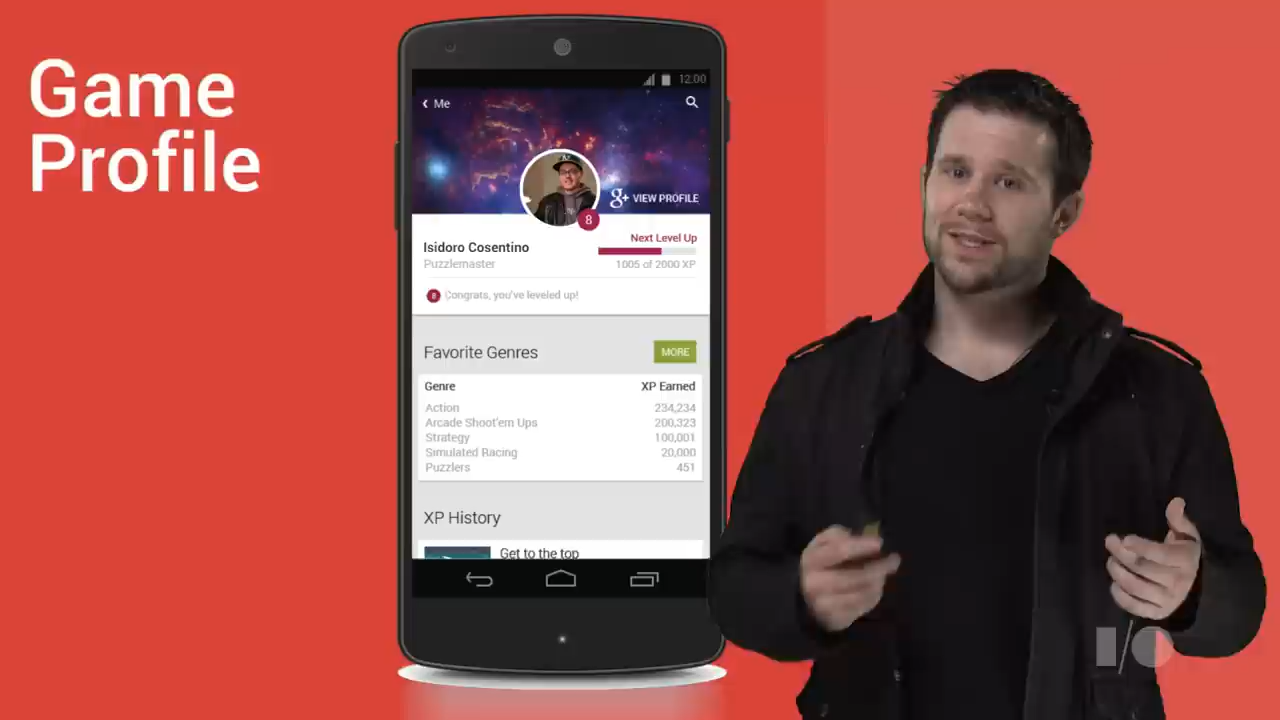 Game
Profile
12:00
Me
g+ VIEW PROFILE
8
Isidoro Cosentino
Puzzlemaster
Next Level Up
1005 of 2000 XP
8 Congrats, you've leveled up!
Favorite Genres
MORE
Genre XP Earned
Action 234,234
Arcade Shoot'em Ups 200,323
Strategy 100,001
Simulated Racing 20,000
Puzzlers 451
XP History
Get to the top
I/O